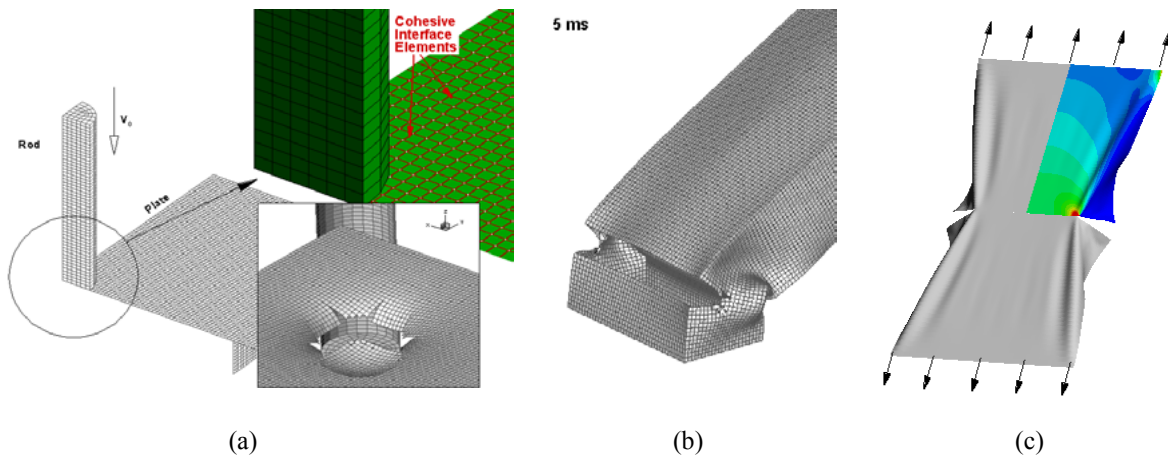 Cohesive
Interface
Elements
V₀
Rod
Plate
z
x
Y
5 ms
(a)
(b)
(c)